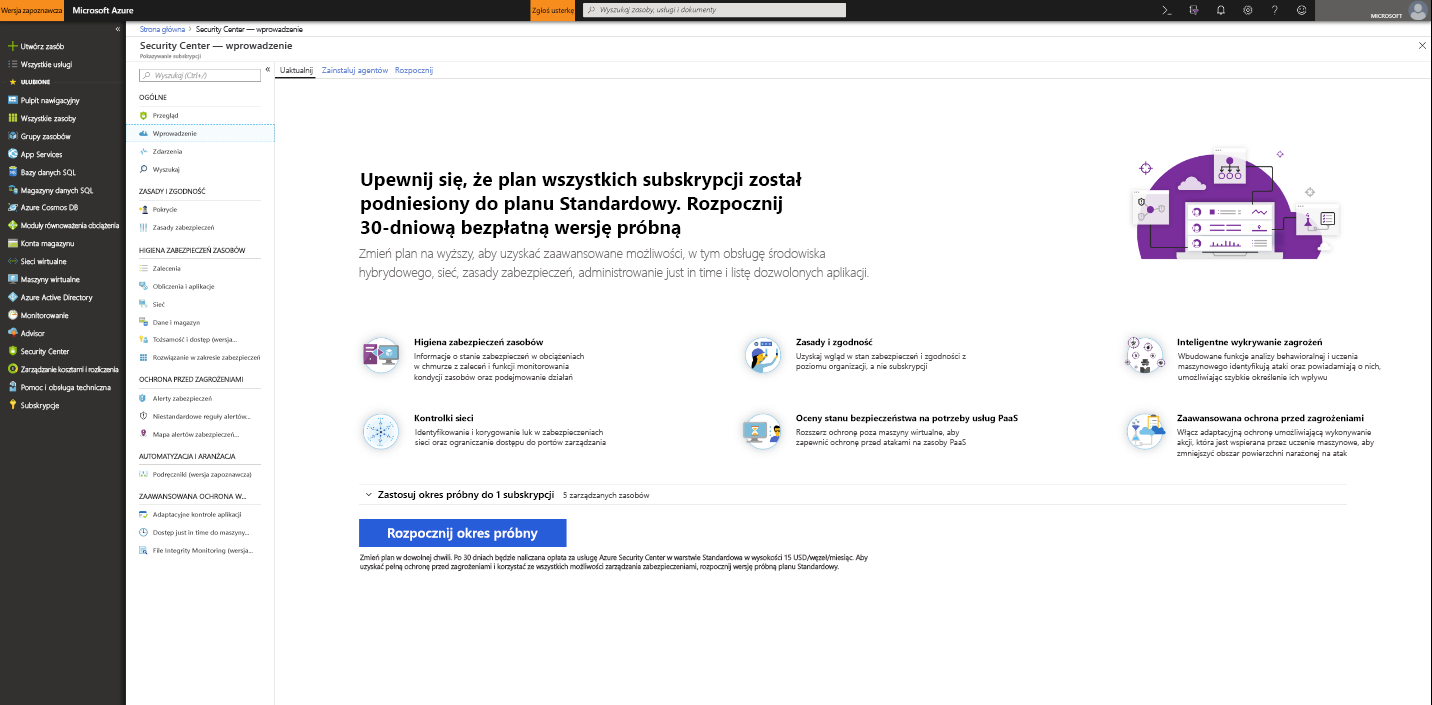 Wersja zapoznawcza
Microsoft Azure
Zgłoś usterkę
Wyszukaj zasoby, usługi i dokumenty
MICROSOFT
Utwórz zasób
Wszystkie usługi
ULUBIONE
Pulpit nawigacyjny
Wszystkie zasoby
Grupy zasobów
App Services
Bazy danych SQL
Magazyny danych SQL
Azure Cosmos DB
Moduły równoważenia obciążenia
Konta magazynu
Sieci wirtualne
Maszyny wirtualne
Azure Active Directory
Monitorowanie
Advisor
Security Center
Zarządzanie kosztami i rozliczenia
Pomoc i obsługa techniczna
Subskrypcje
Strona główna > Security Center — wprowadzenie
Security Center — wprowadzenie
Pokazywanie subskrypcji
Wyszukaj (Ctrl+/)
OGÓLNE
Przegląd
Wprowadzenie
Zdarzenia
Wyszukaj
ZASADY I ZGODNOŚĆ
Pokrycie
Zasady zabezpieczeń
HIGIENA ZABEZPIECZEŃ ZASOBÓW
Zalecenia
Obliczenia i aplikacje
Sieć
Dane i magazyn
Tożsamość i dostęp (wersja...
Rozwiązanie w zakresie zabezpieczeń
OCHRONA PRZED ZAGROŻENIAMI
Alerty zabezpieczeń
Niestandardowe reguły alertów...
Mapa alertów zabezpieczeń...
AUTOMATYZACJA I ARANŻACJA
Podręczniki (wersja zapoznawcza)
ZAAWANSOWANA OCHRONA W...
Adaptacyjne kontrole aplikacji
Dostęp just in time do maszyny...
File Integrity Monitoring (wersja...
Uaktualnij Zainstaluj agentów Rozpocznij
Upewnij się, że plan wszystkich subskrypcji został
podniesiony do planu Standardowy. Rozpocznij
30-dniową bezpłatną wersję próbną
Zmień plan na wyższy, aby uzyskać zaawansowane możliwości, w tym obsługę środowiska
hybrydowego, sieć, zasady zabezpieczeń, administrowanie just in time i listę dozwolonych aplikacji.
Higiena zabezpieczeń zasobów
Informacje o stanie zabezpieczeń w obciążeniach
w chmurze z zaleceń i funkcji monitorowania
kondycji zasobów oraz podejmowanie działań
Zasady i zgodność
Uzyskaj wgląd w stan zabezpieczeń i zgodności z
poziomu organizacji, a nie subskrypcji
Inteligentne wykrywanie zagrożeń
Wbudowane funkcje analizy behawioralnej i uczenia
maszynowego identyfikują ataki oraz powiadamiają o nich,
umożliwiając szybkie określenie ich wpływu
Kontrolki sieci
Identyfikowanie i korygowanie luk w zabezpieczeniach
sieci oraz ograniczanie dostępu do portów zarządzania
Oceny stanu bezpieczeństwa na potrzeby usług PaaS
Rozszerz ochronę poza maszyny wirtualne, aby
zapewnić ochronę przed atakami na zasoby PaaS
Zaawansowana ochrona przed zagrożeniami
Włącz adaptacyjną ochronę umożliwiającą wykonywanie
akcji, która jest wspierana przez uczenie maszynowe, aby
zmniejszyć obszar powierzchni narażonej na atak
Zastosuj okres próbny do 1 subskrypcji 5 zarządzanych zasobów
Rozpocznij okres próbny
Zmień plan w dowolnej chwili. Po 30 dniach będzie naliczana opłata za usługę Azure Security Center w warstwie Standardowa w wysokości 15 USD/węzeł/miesiąc. Aby
uzyskać pełną ochronę przed zagrożeniami i korzystać ze wszystkich możliwości zarządzania zabezpieczeniami, rozpocznij wersję próbną planu Standardowy.